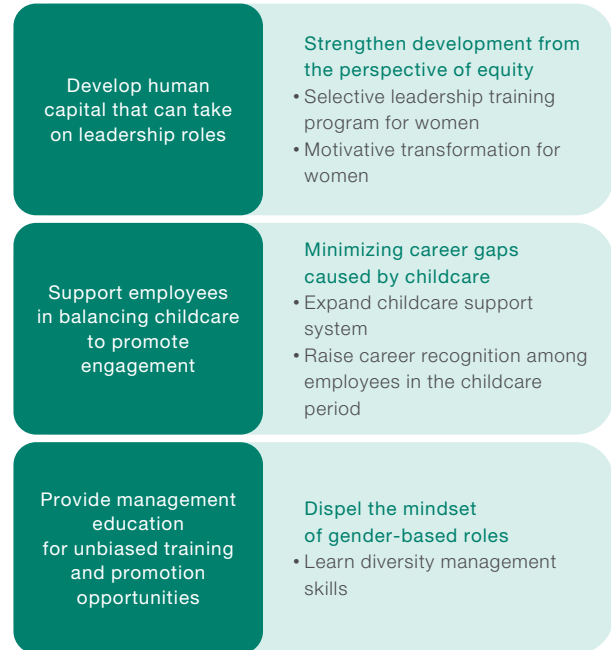 Develop human
capital that can take
on leadership roles
Strengthen development from
the perspective of equity
• Selective leadership training
program for women
• Motivative transformation for
women
Support employees
in balancing childcare
to promote
engagement
Minimizing career gaps
caused by childcare
• Expand childcare support
system
• Raise career recognition among
employees in the childcare
period
Provide management
education
for unbiased training
and promotion
opportunities
Dispel the mindset
of gender-based roles
• Learn diversity management
skills